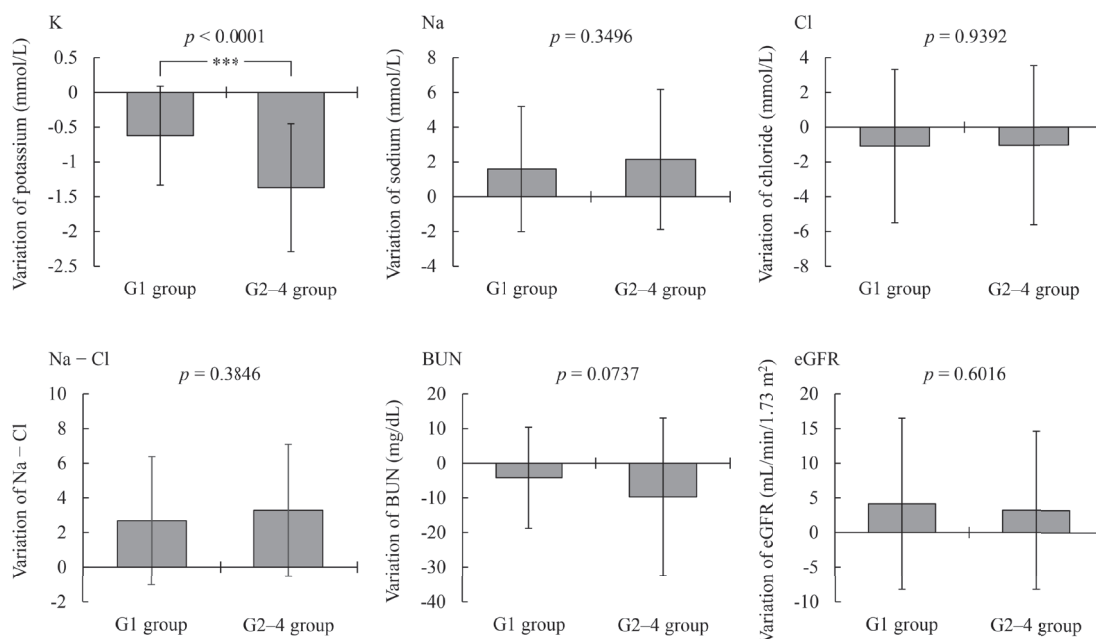 K
p < 0.0001
***
Variation of potassium (mmol/L)
0.5
0
-0.5
-1
-1.5
-2
-2.5
G1 group
G2–4 group
Na
p = 0.3496
Variation of sodium (mmol/L)
8
6
4
2
0
-2
-4
G1 group
G2–4 group
Cl
p = 0.9392
Variation of chloride (mmol/L)
4
2
0
-2
-4
-6
-8
G1 group
G2–4 group
Na − Cl
p = 0.3846
Variation of Na − Cl
10
8
6
4
2
0
-2
G1 group
G2–4 group
BUN
p = 0.0737
Variation of BUN (mg/dL)
20
10
0
-10
-20
-30
-40
G1 group
G2–4 group
eGFR
p = 0.6016
Variation of eGFR (mL/min/1.73 m²)
20
15
10
5
0
-5
-10
G1 group
G2–4 group